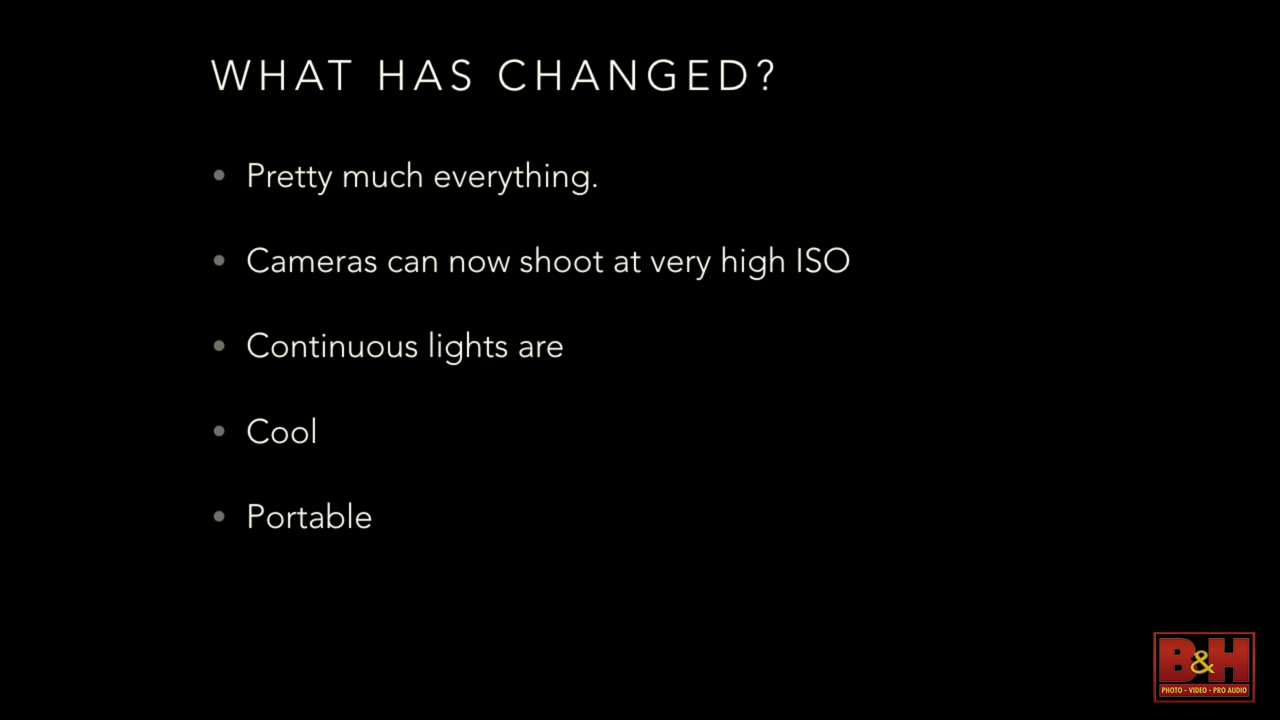 WHAT HAS CHANGED?
• Pretty much everything.
• Cameras can now shoot at very high ISO
• Continuous lights are
• Cool
• Portable
B&H
PHOTO - VIDEO - PRO AUDIO